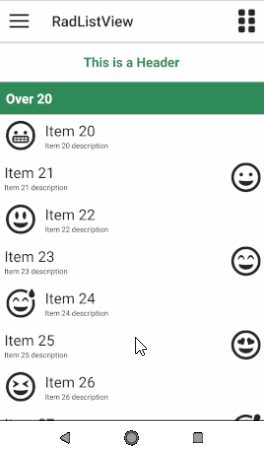 RadListView
This is a Header
Over 20
Item 20
Item 20 description
Item 21
Item 21 description
Item 22
Item 22 description
Item 23
Item 23 description
Item 24
Item 24 description
Item 25
Item 25 description
Item 26
Item 26 description